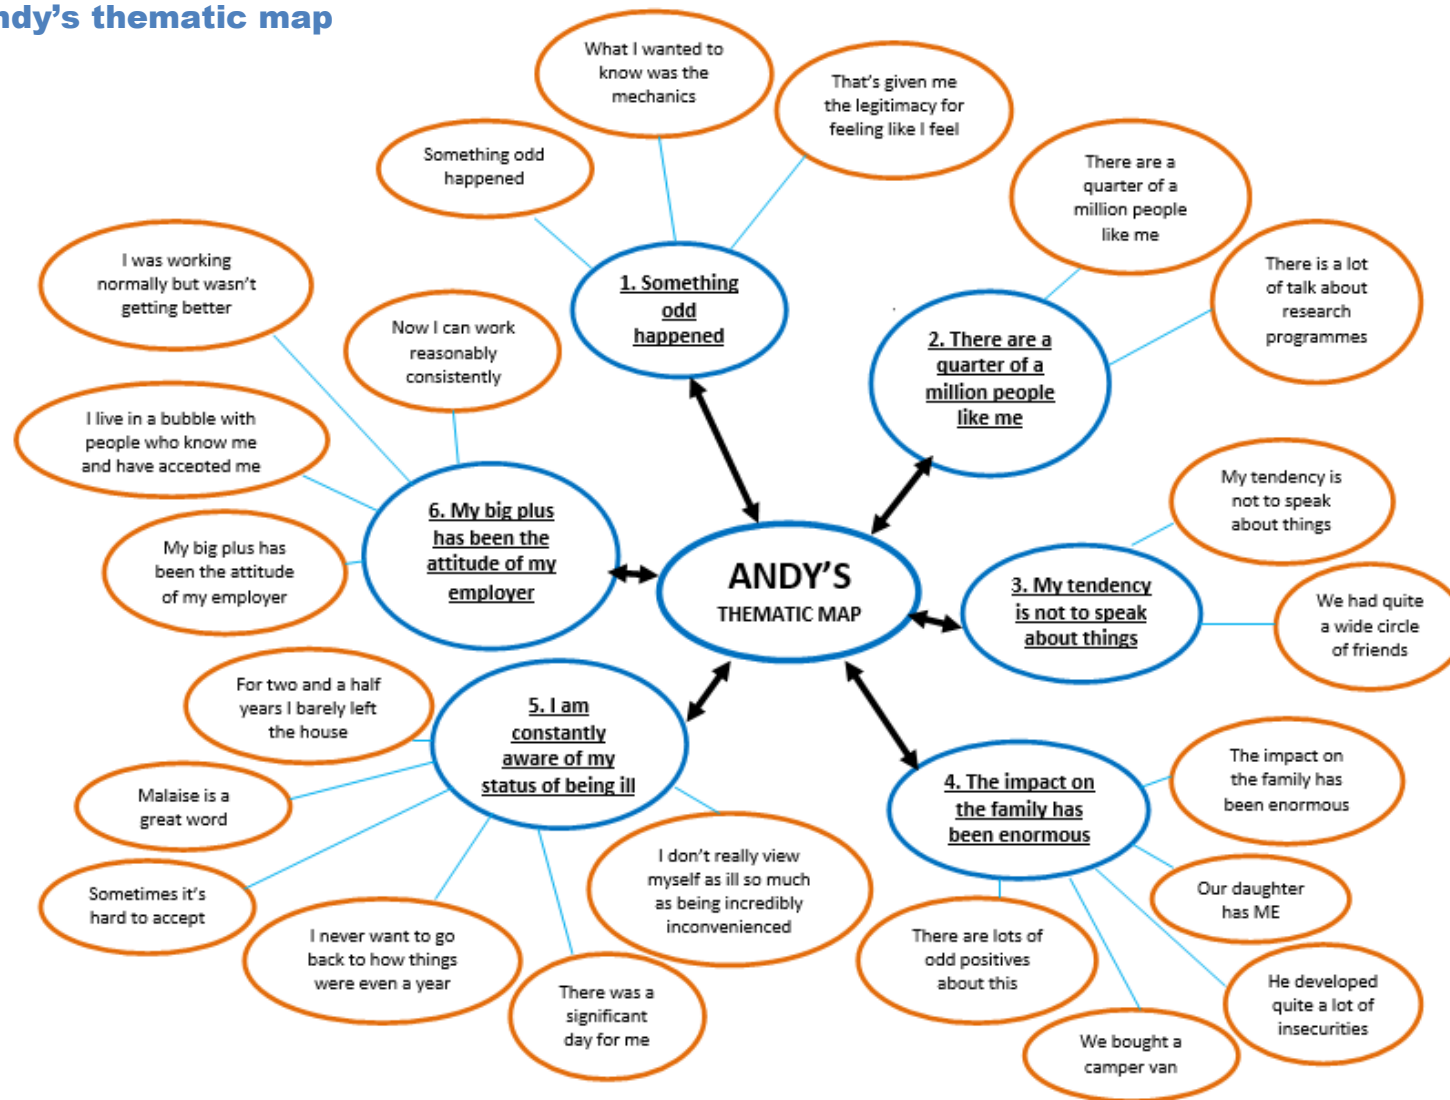 ndy’s thematic map
What I wanted to
know was the
mechanics
That’s given me
the legitimacy for
feeling like I feel
Something odd
happened
There are a
quarter of a
million people
like me
There is a lot
of talk about
research
programmes
I was working
normally but wasn’t
getting better
Now I can work
reasonably
consistently
1. Something
odd
happened
2. There are a
quarter of a
million people
like me
I live in a bubble with
people who know me
and have accepted me
My tendency is
not to speak
about things
6. My big plus
has been the
attitude of my
employer
My big plus has
been the attitude
of my employer
ANDY’S
THEMATIC MAP
3. My tendency
is not to speak
about things
We had quite
a wide circle
of friends
For two and a half
years I barely left
the house
5. I am
constantly
aware of my
status of being ill
4. The impact on
the family has
been enormous
The impact on
the family has
been enormous
Malaise is a
great word
Sometimes it’s
hard to accept
I never want to go
back to how things
were even a year
There was a
significant
day for me
I don’t really view
myself as ill so much
as being incredibly
inconvenienced
There are lots of
odd positives
about this
Our daughter
has ME
He developed
quite a lot of
insecurities
We bought a
camper van